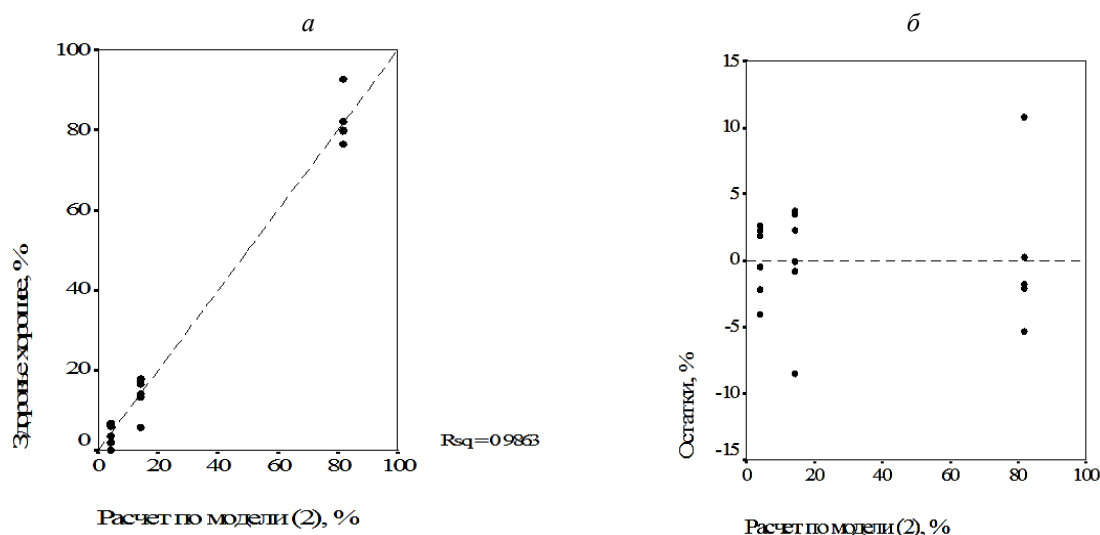 а
100
80
60
40
20
0
0 20 40 60 80 100
Здоровье хорошее, %
Расчет по модели (2), %
Rsq = 0.9863
б
15
10
5
0
-5
-10
-15
0 20 40 60 80 100
Остатки, %
Расчет по модели (2), %